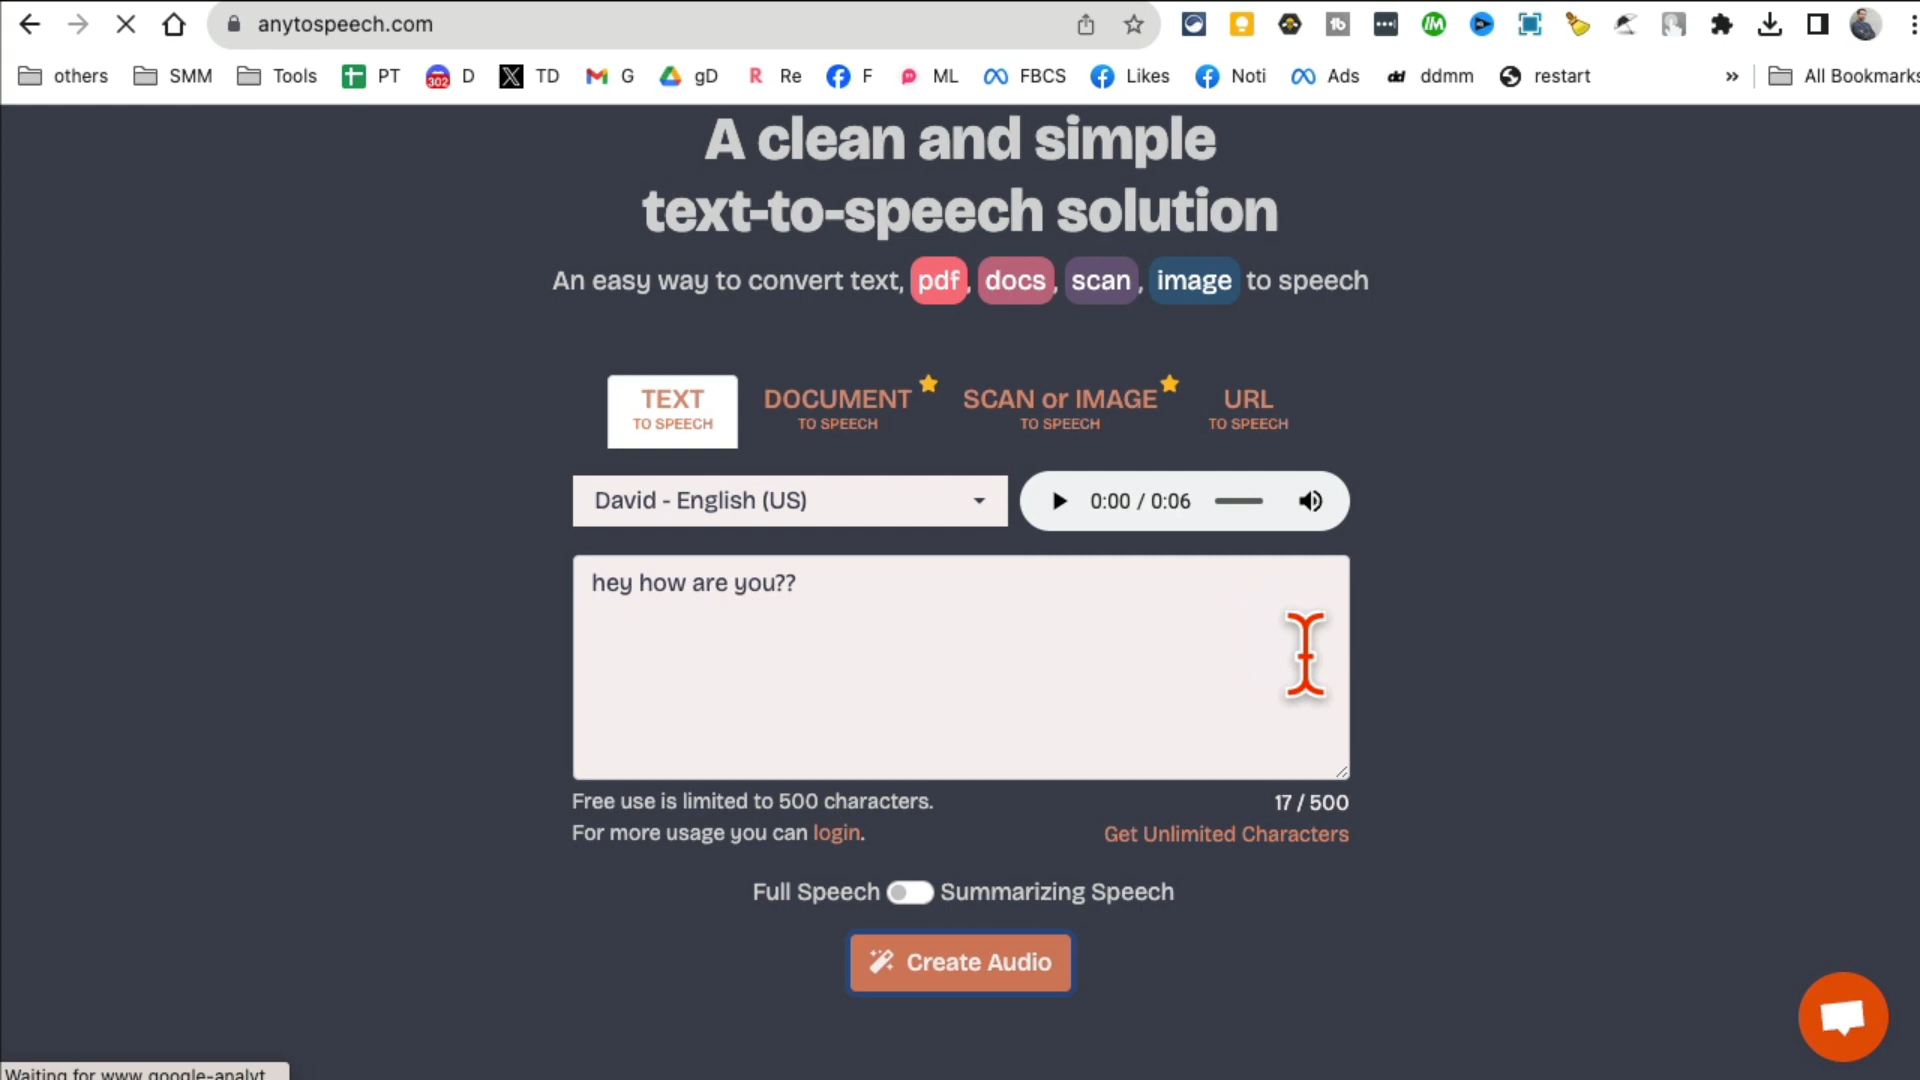 anytospeech.com
others SMM Tools PT D TD G gD Re F ML FBCS Likes Noti Ads ddmm restart » All Bookmarks
A clean and simple
text-to-speech solution
An easy way to convert text, pdf, docs, scan, image to speech
TEXT DOCUMENT SCAN or IMAGE URL
TO SPEECH TO SPEECH TO SPEECH TO SPEECH
David - English (US) 0:00 / 0:06
hey how are you??
Free use is limited to 500 characters. 17 / 500
For more usage you can login. Get Unlimited Characters
Full Speech Summarizing Speech
Create Audio
Waiting for www.google-analyt